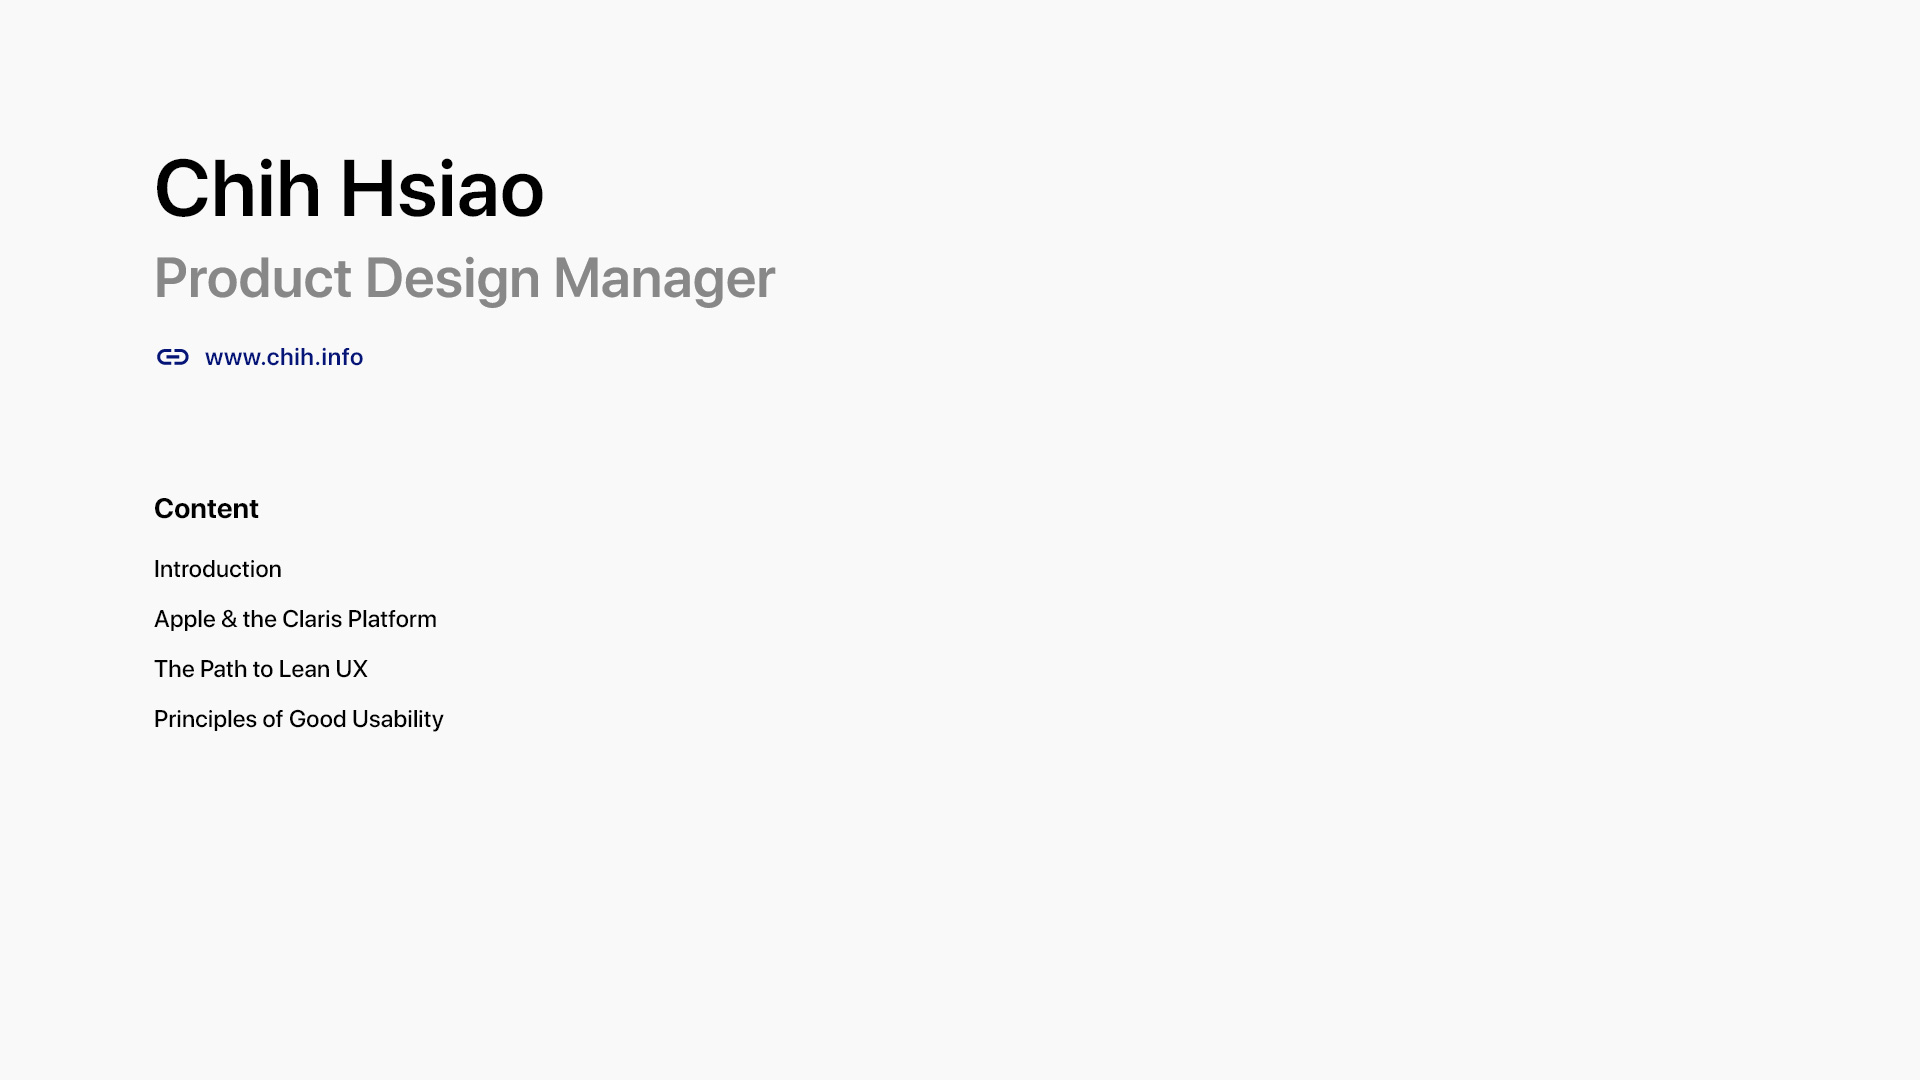 Chih Hsiao
Product Design Manager
www.chih.info
Content
Introduction
Apple & the Claris Platform
The Path to Lean UX
Principles of Good Usability